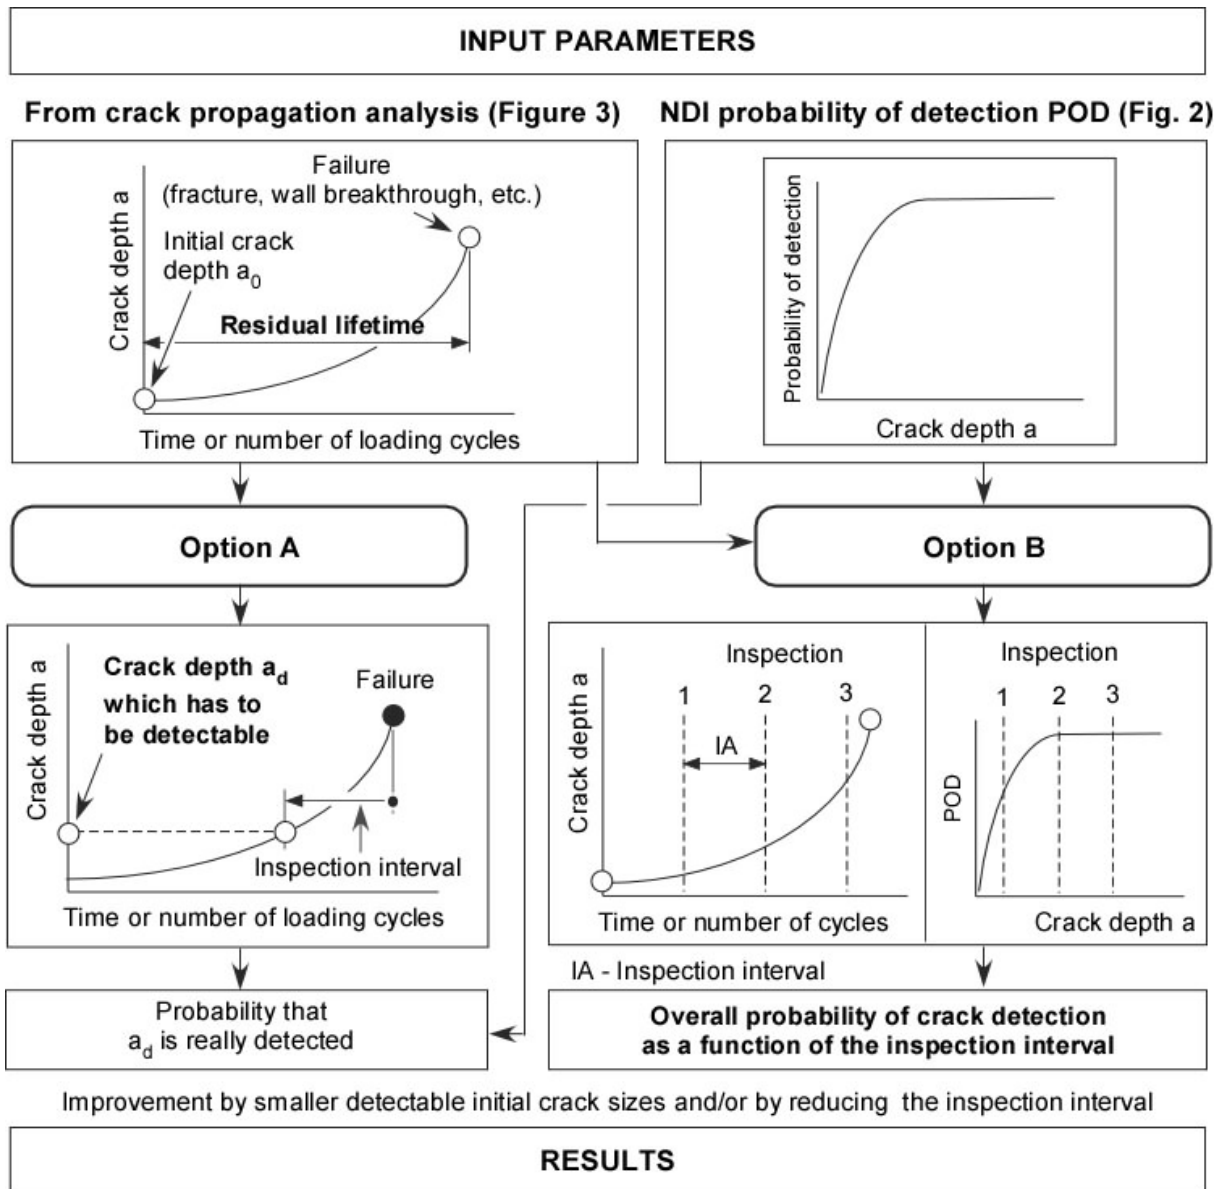 INPUT PARAMETERS
From crack propagation analysis (Figure 3)
NDI probability of detection POD (Fig. 2)
Failure
(fracture, wall breakthrough, etc.)
Initial crack
depth a0
Crack depth a
Residual lifetime
Time or number of loading cycles
Probability of detection
Crack depth a
Option A
Option B
Crack depth a
Crack depth ad
which has to
be detectable
Failure
Inspection interval
Time or number of loading cycles
Inspection
1 2 3
IA
Crack depth a
Time or number of cycles
Inspection
1 2 3
POD
Crack depth a
IA - Inspection interval
Probability that
ad is really detected
Overall probability of crack detection
as a function of the inspection interval
Improvement by smaller detectable initial crack sizes and/or by reducing the inspection interval
RESULTS